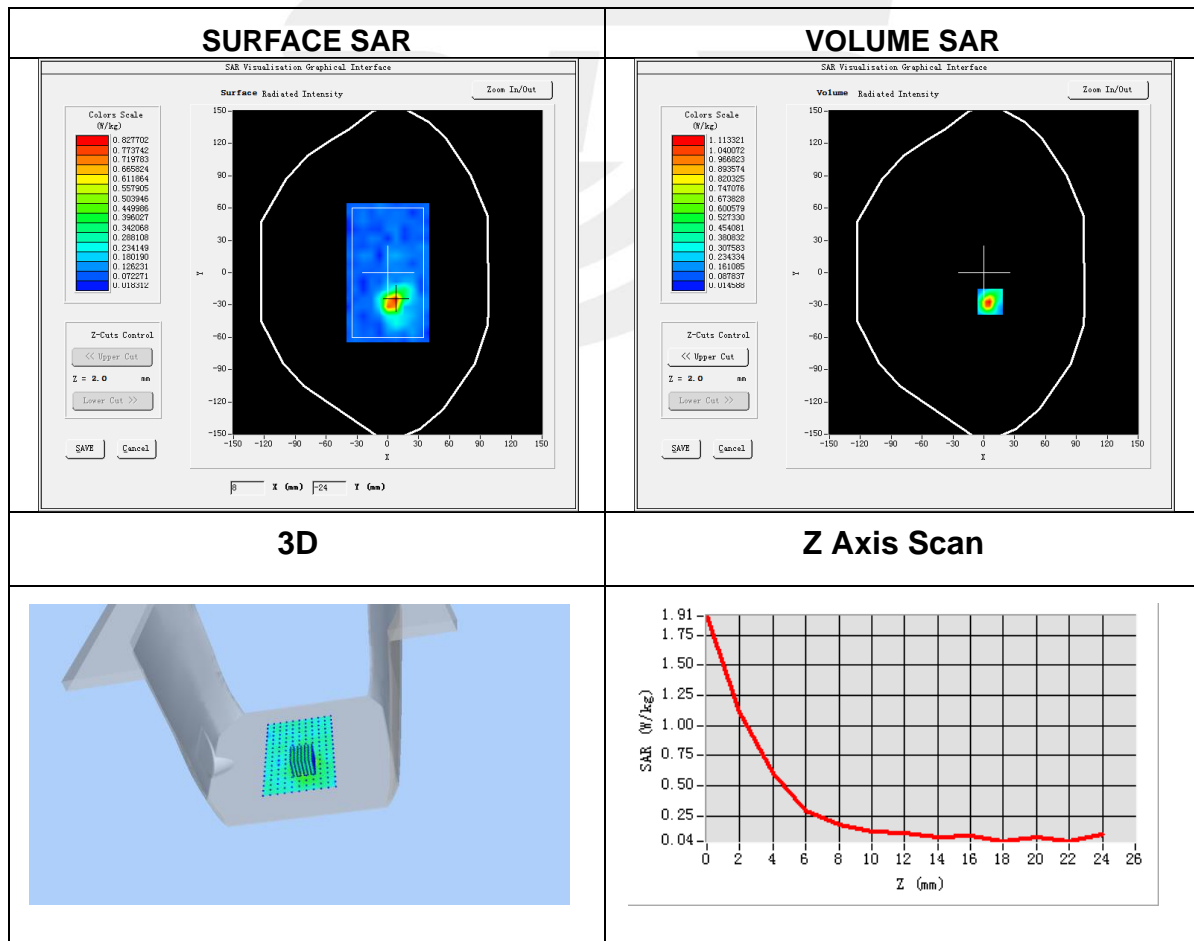 SURFACE SAR
VOLUME SAR
SAR Visualisation Graphical Interface
Surface Radiated Intensity
Zoom In/Out
Colors Scale
(W/kg)
0.827702
0.773742
0.719783
0.665824
0.611864
0.557905
0.503946
0.449986
0.396027
0.342068
0.288108
0.234149
0.180190
0.126231
0.072271
0.018312
150
120
90
60
30
0
-30
-60
-90
-120
-150
Y
-150 -120 -90 -60 -30 0 30 60 90 120 150
X
Z-Cuts Control
<< Upper Cut
Z = 2.0 mm
Lower Cut >>
SAVE Cancel
8 X (mm) -24 Y (mm)
SAR Visualisation Graphical Interface
Volume Radiated Intensity
Zoom In/Out
Colors Scale
(W/kg)
1.113321
1.040072
0.966823
0.893574
0.820325
0.747076
0.673828
0.600579
0.527330
0.454081
0.380832
0.307583
0.234334
0.161085
0.087837
0.014588
150
120
90
60
30
0
-30
-60
-90
-120
-150
Y
-150 -120 -90 -60 -30 0 30 60 90 120 150
X
Z-Cuts Control
<< Upper Cut
Z = 2.0 mm
Lower Cut >>
SAVE Cancel
3D
Z Axis Scan
1.91
1.75
1.50
1.25
1.00
0.75
0.50
0.25
0.04
SAR (W/kg)
0 2 4 6 8 10 12 14 16 18 20 22 24 26
Z (mm)